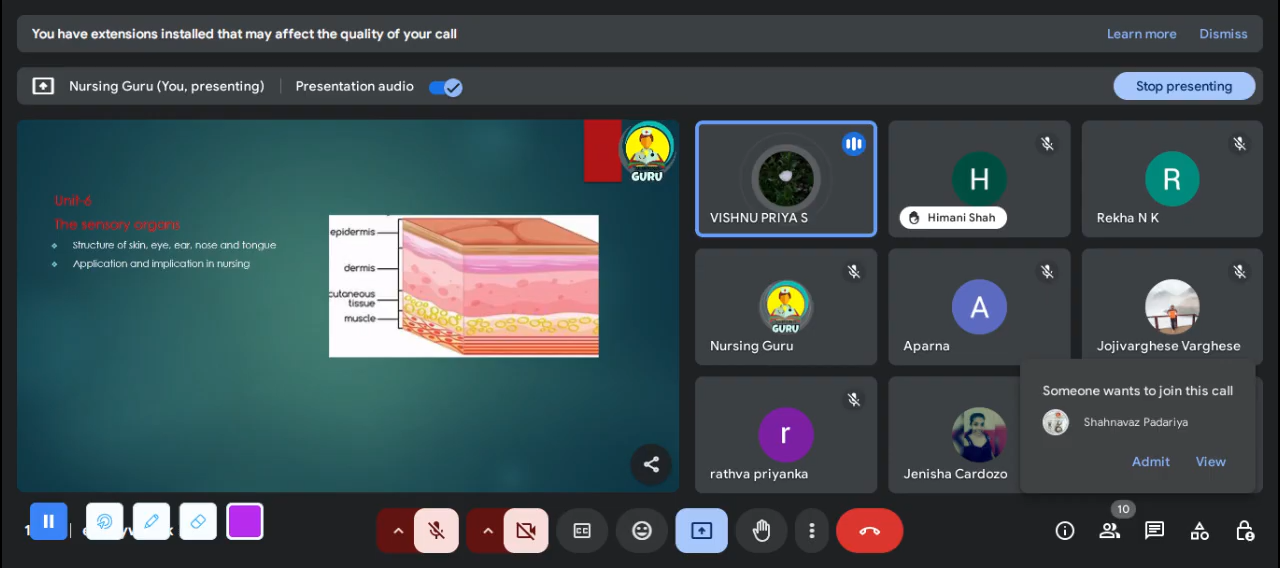 You have extensions installed that may affect the quality of your call
Learn more
Dismiss
Nursing Guru (You, presenting)
Presentation audio
Stop presenting
GURU
Unit-6
The sensory organs
Structure of skin, eye, ear, nose and tongue
Application and implication in nursing
epidermis
dermis
cutaneous
tissue
muscle
VISHNU PRIYA S
H
Himani Shah
R
Rekha N K
GURU
Nursing Guru
A
Aparna
Jojivarghese Varghese
r
rathva priyanka
Jenisha Cardozo
Someone wants to join this call
Shahnavaz Padariya
Admit
View
CC
10